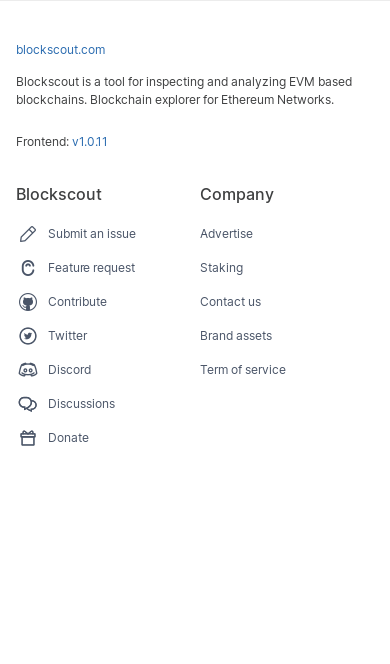 blockscout.com
Blockscout is a tool for inspecting and analyzing EVM based
blockchains. Blockchain explorer for Ethereum Networks.
Frontend: v1.0.11
Blockscout
Submit an issue
Feature request
Contribute
Twitter
Discord
Discussions
Donate
Company
Advertise
Staking
Contact us
Brand assets
Term of service